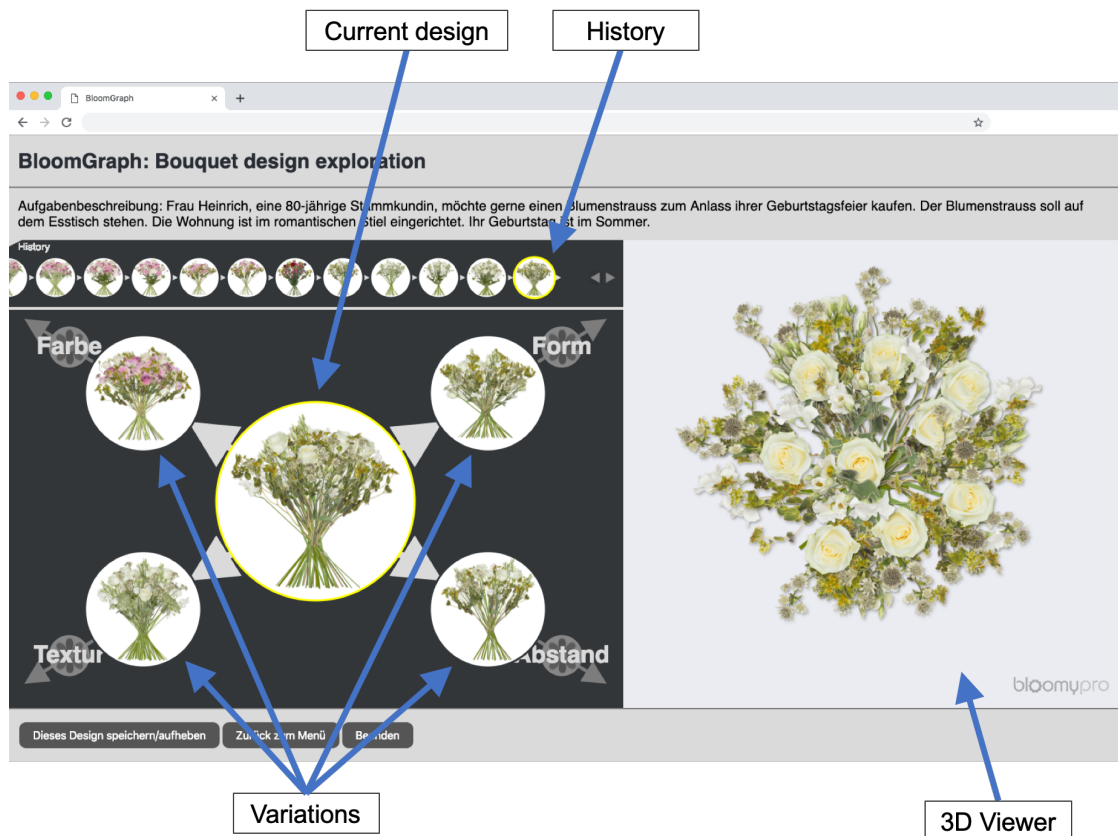 Current design
History
BloomGraph
BloomGraph: Bouquet design exploration
Aufgabenbeschreibung: Frau Heinrich, eine 80-jährige Stammkundin, möchte gerne einen Blumenstrauss zum Anlass ihrer Geburtstagsfeier kaufen. Der Blumenstrauss soll auf
dem Esstisch stehen. Die Wohnung ist im romantischen Stiel eingerichtet. Ihr Geburtstag ist im Sommer.
History
Farbe
Form
Textur
Abstand
bloomypro
Dieses Design speichern/aufheben
Zurück zum Menü
Beenden
Variations
3D Viewer